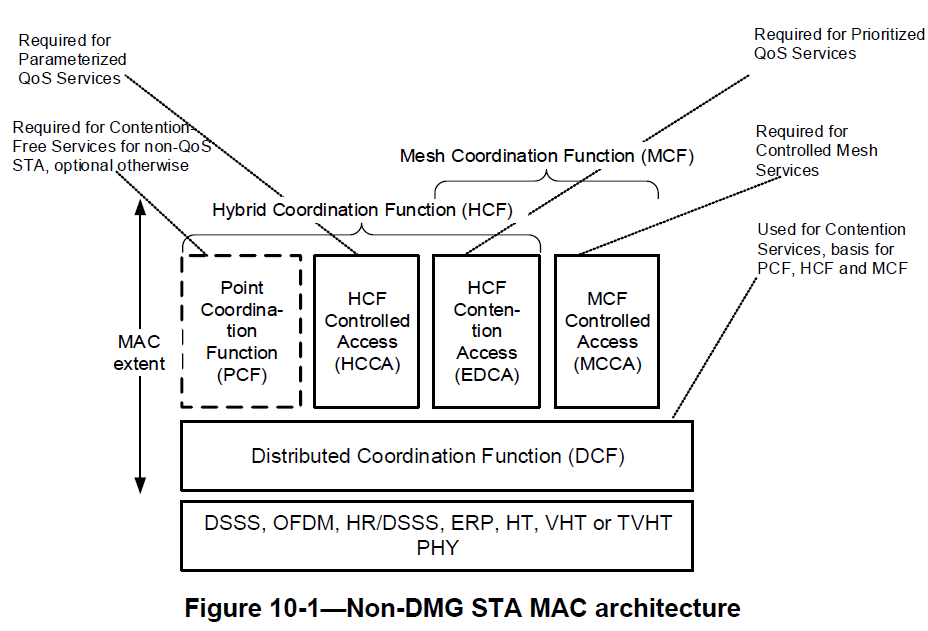 Required for
Parameterized
QoS Services
Required for Prioritized
QoS Services
Required for Contention-
Free Services for non-QoS
STA, optional otherwise
Required for
Controlled Mesh
Services
Mesh Coordination Function (MCF)
Hybrid Coordination Function (HCF)
Used for Contention
Services, basis for
PCF, HCF and MCF
MAC
extent
Point
Coordina-
tion
Function
(PCF)
HCF
Controlled
Access
(HCCA)
HCF
Conten-
tion
Access
(EDCA)
MCF
Controlled
Access
(MCCA)
Distributed Coordination Function (DCF)
DSSS, OFDM, HR/DSSS, ERP, HT, VHT or TVHT
PHY
Figure 10-1—Non-DMG STA MAC architecture